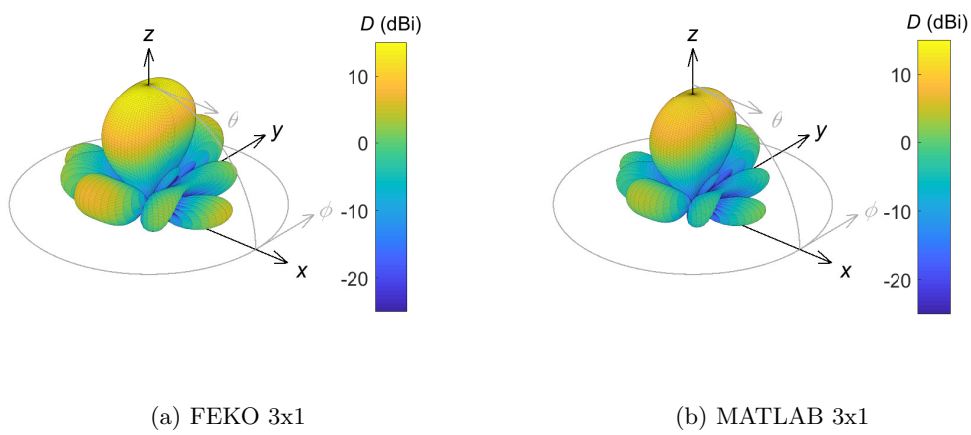 D (dBi)
z
10
θ
y
0
-10
ϕ
x
-20
(a) FEKO 3x1
D (dBi)
z
10
θ
y
0
-10
ϕ
x
-20
(b) MATLAB 3x1